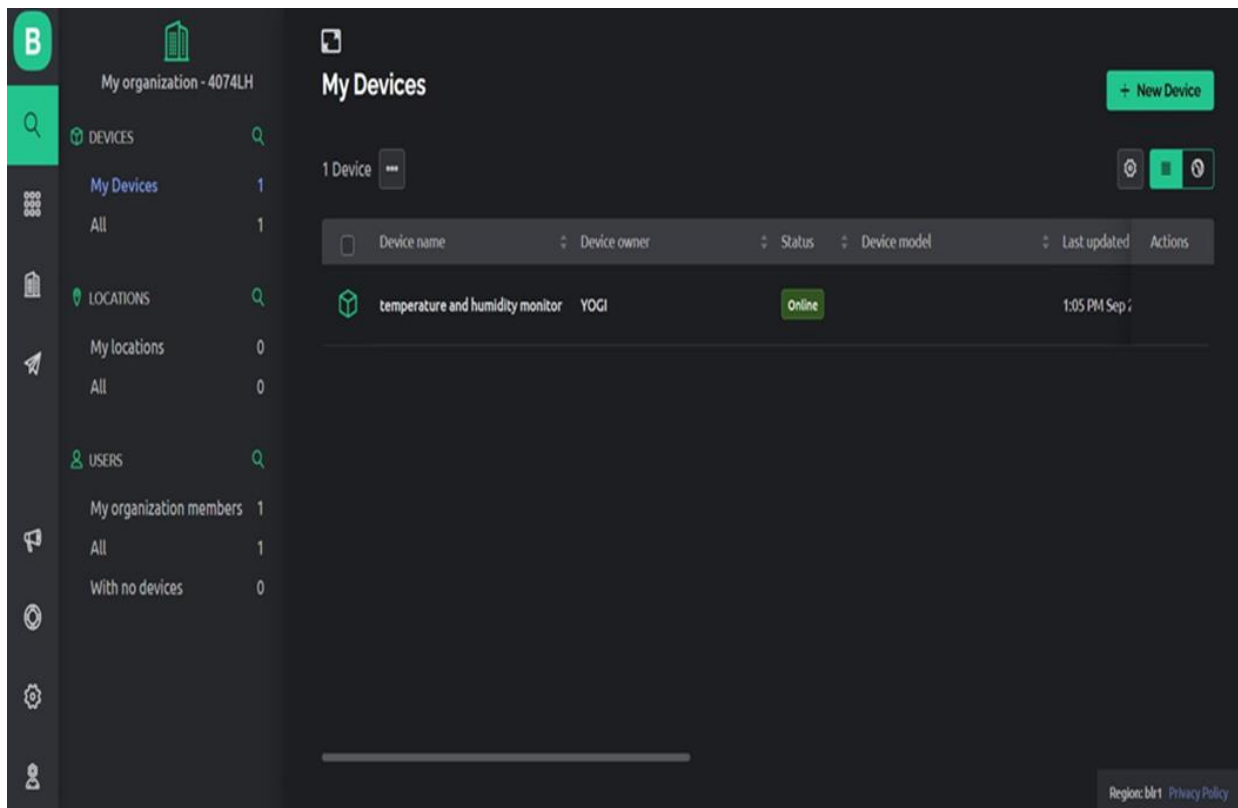 B
My organization - 4074LH
DEVICES
My Devices 1
All 1
LOCATIONS
My locations 0
All 0
USERS
My organization members 1
All 1
With no devices 0
My Devices
+ New Device
1 Device
Device name Device owner Status Device model Last updated Actions
temperature and humidity monitor YOGI Online 1:05 PM Sep
Region: blr1 Privacy Policy